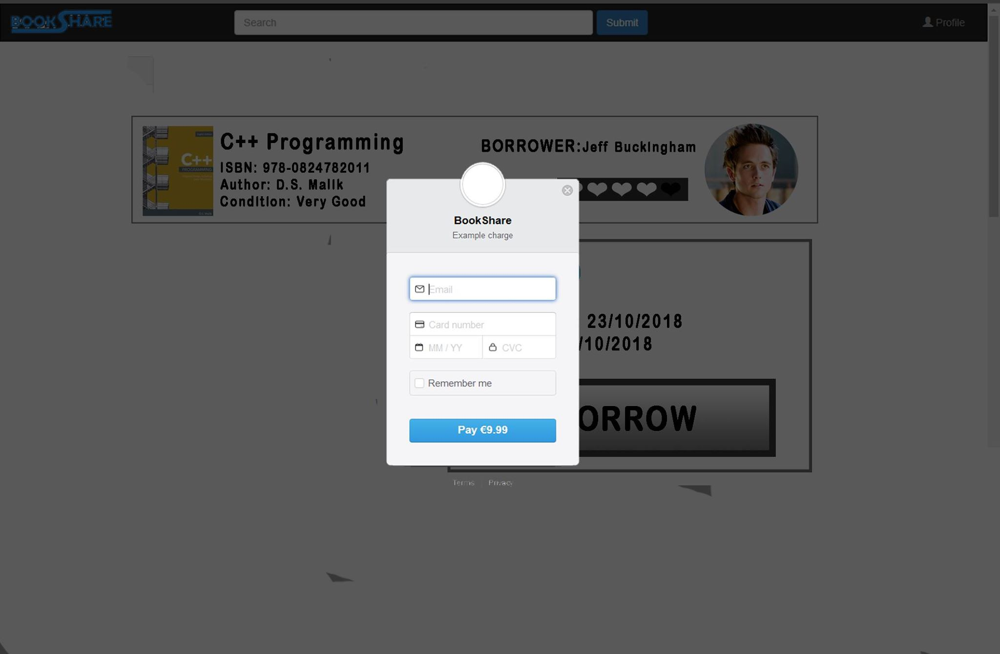 BOOKSHARE
Search
Submit
Profile
C++ Programming
ISBN: 978-0824782011
Author: D.S. Malik
Condition: Very Good
C++
PROGRAMMING
D.S. Malik
BORROWER:Jeff Buckingham
BookShare
Example charge
Email
Card number
MM / YY
CVC
Remember me
Pay €9.99
23/10/2018
/10/2018
ORROW
Terms
Privacy